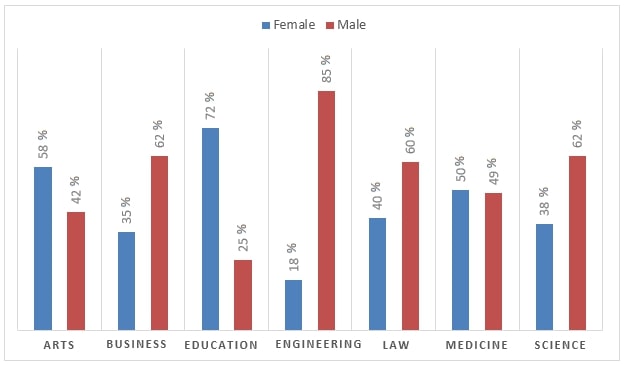 Female Male
58 % 42 % 35 % 62 % 72 % 25 % 18 % 85 % 40 % 60 % 50 % 49 % 38 % 62 %
ARTS BUSINESS EDUCATION ENGINEERING LAW MEDICINE SCIENCE